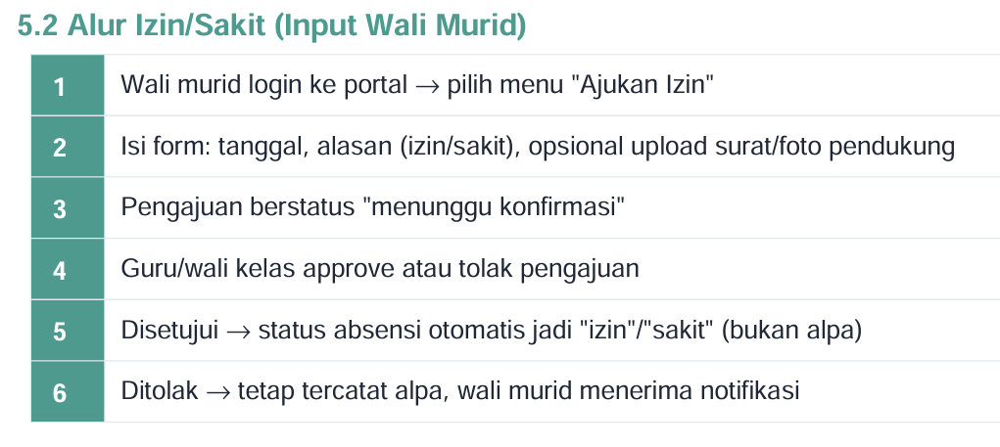 5.2 Alur Izin/Sakit (Input Wali Murid)
1 Wali murid login ke portal → pilih menu "Ajukan Izin"
2 Isi form: tanggal, alasan (izin/sakit), opsional upload surat/foto pendukung
3 Pengajuan berstatus "menunggu konfirmasi"
4 Guru/wali kelas approve atau tolak pengajuan
5 Disetujui → status absensi otomatis jadi "izin"/"sakit" (bukan alpa)
6 Ditolak → tetap tercatat alpa, wali murid menerima notifikasi